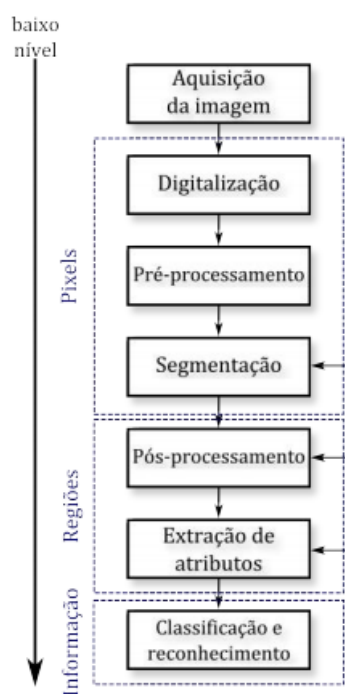 baixo
nível
Aquisição
da imagem
Digitalização
Pré-processamento
Segmentação
Pixels
Pós-processamento
Extração de
atributos
Regiões
Classificação e
reconhecimento
Informação